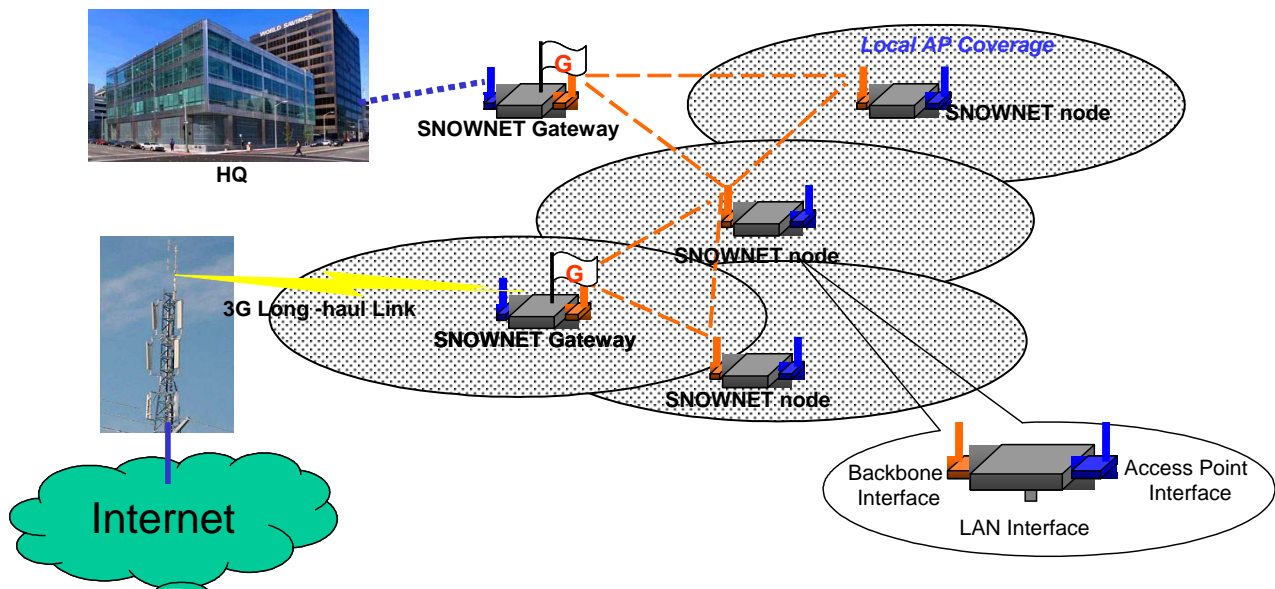 WORLD SAVINGS
HQ
G
SNOWNET Gateway
Local AP Coverage
SNOWNET node
SNOWNET node
3G Long -haul Link
G
SNOWNET Gateway
SNOWNET node
Internet
Backbone
Interface
Access Point
Interface
LAN Interface